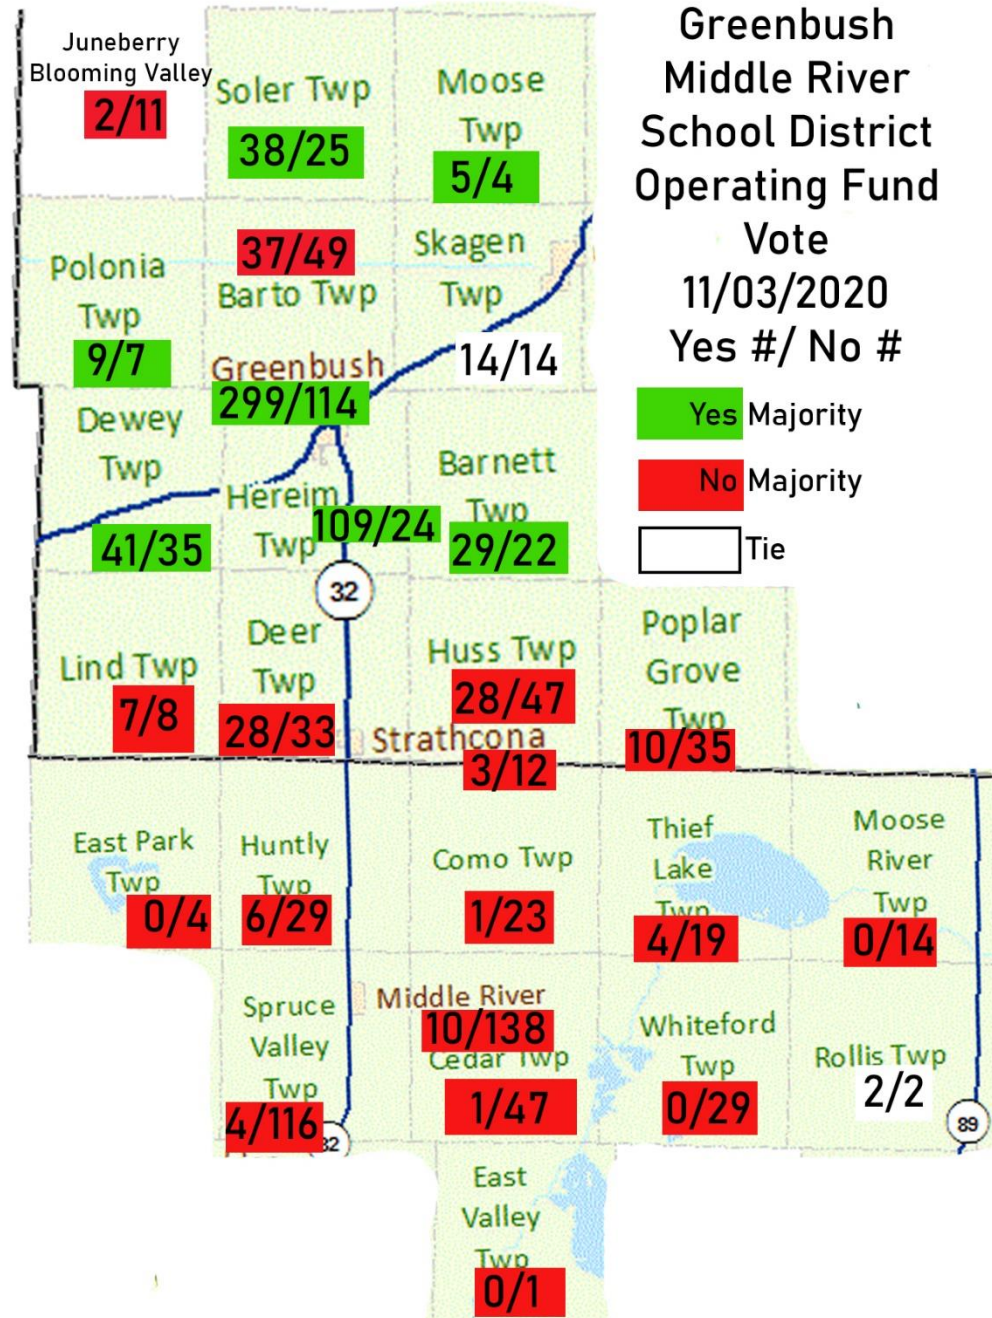 Greenbush
Middle River
School District
Operating Fund
Vote
11/03/2020
Yes #/ No #
Yes Majority
No Majority
Tie
Juneberry
Blooming Valley
2/11
Soler Twp
38/25
Moose
Twp
5/4
Polonia
Twp
9/7
37/49
Barto Twp
Skagen
Twp
14/14
Greenbush
299/114
Dewey
Twp
41/35
Hereim
Twp
109/24
Barnett
Twp
29/22
32
Lind Twp
7/8
Deer
Twp
28/33
Huss Twp
28/47
Strathcona
3/12
Poplar
Grove
Twp
10/35
East Park
Twp
0/4
Huntly
Twp
6/29
Como Twp
1/23
Thief
Lake
Twp
4/19
Moose
River
Twp
0/14
Spruce
Valley
Twp
4/116
32
Middle River
10/138
Cedar Twp
1/47
Whiteford
Twp
0/29
Rollis Twp
2/2
89
East
Valley
Twp
0/1